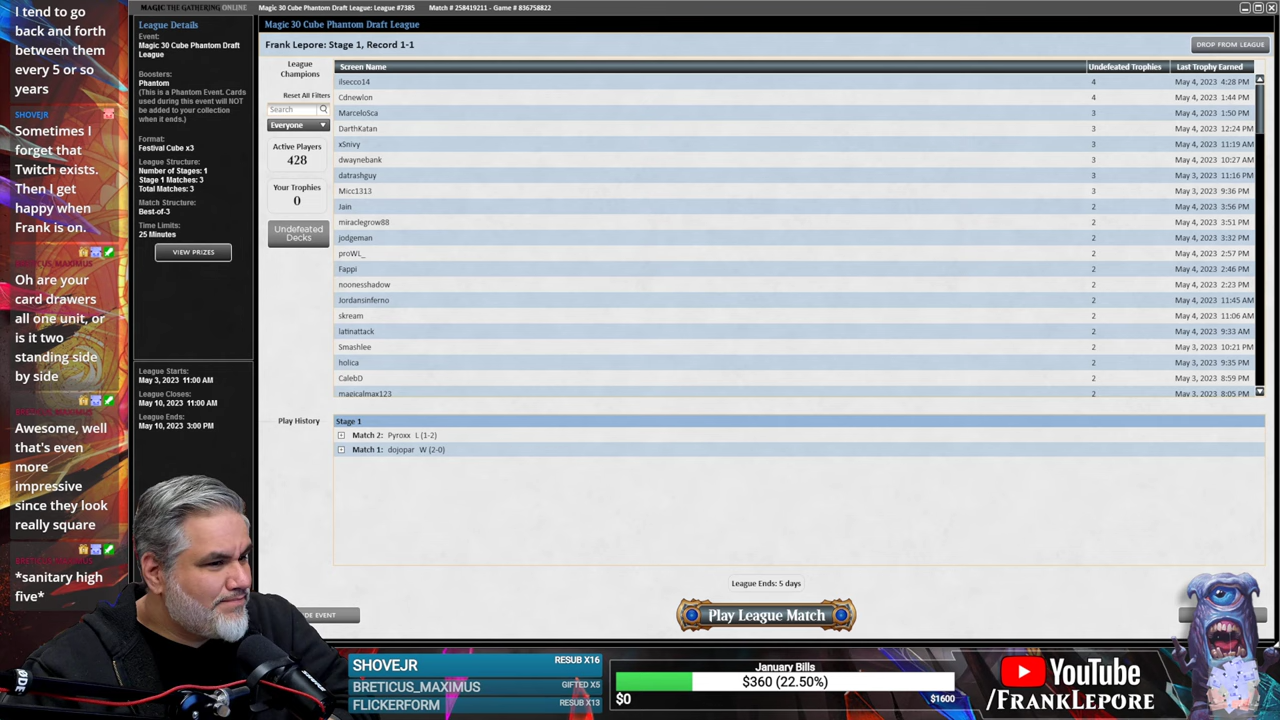 I tend to go
back and forth
between them
every 5 or so
years
SHOVEJR
Sometimes I
forget that
Twitch exists.
Then I get
happy when
Frank is on.
BRETICUS_MAXIMUS
Oh are your
card drawers
all one unit, or
is it two
standing side
by side
BRETICUS_MAXIMUS
Awesome, well
that's even
more
impressive
since they look
really square
BRETICUS_MAXIMUS
*sanitary high
five*
MAGIC THE GATHERING ONLINE
Magic 30 Cube Phantom Draft League: League #7385
Match # 258419211 - Game # 836758822
League Details
Event:
Magic 30 Cube Phantom Draft
League
Boosters:
Phantom
(This is a Phantom Event. Cards
used during this event will NOT
be added to your collection
when it ends.)
Format:
Festival Cube x3
League Structure:
Number of Stages: 1
Stage 1 Matches: 3
Total Matches: 3
Match Structure:
Best-of-3
Time Limits:
25 Minutes
VIEW PRIZES
League Starts:
May 3, 2023 11:00 AM
League Closes:
May 10, 2023 11:00 AM
League Ends:
May 10, 2023 3:00 PM
Magic 30 Cube Phantom Draft League
Frank Lepore: Stage 1, Record 1-1
DROP FROM LEAGUE
League
Champions
Reset All Filters
Search
Everyone
Active Players
428
Your Trophies
0
Undefeated
Decks
Screen Name Undefeated Trophies Last Trophy Earned
ilsecco14 4 May 4, 2023 4:28 PM
Cdnewlon 4 May 4, 2023 1:44 PM
MarceloSca 3 May 4, 2023 1:50 PM
DarthKatan 3 May 4, 2023 12:24 PM
xSnivy 3 May 4, 2023 11:19 AM
dwaynebank 3 May 4, 2023 10:27 AM
datrashguy 3 May 3, 2023 11:16 PM
Micc1313 3 May 3, 2023 9:36 PM
Jain 2 May 4, 2023 3:56 PM
miraclegrow88 2 May 4, 2023 3:51 PM
jodgeman 2 May 4, 2023 3:32 PM
proWL_ 2 May 4, 2023 2:57 PM
Fappi 2 May 4, 2023 2:46 PM
noonesshadow 2 May 4, 2023 2:23 PM
Jordansinferno 2 May 4, 2023 11:45 AM
skream 2 May 4, 2023 11:06 AM
latinattack 2 May 4, 2023 9:33 AM
Smashlee 2 May 3, 2023 10:21 PM
holica 2 May 3, 2023 9:35 PM
CalebD 2 May 3, 2023 8:59 PM
magicalmax123 2 May 3, 2023 8:05 PM
Play History
Stage 1
Match 2: Pyroxx L (1-2)
Match 1: dojopar W (2-0)
League Ends: 5 days
Play League Match
DE EVENT
SHOVEJR RESUB X16
BRETICUS_MAXIMUS GIFTED X5
FLICKERFORM RESUB X13
January Bills
$360 (22.50%)
$0
$1600
YouTube
/FRANKLEPORE